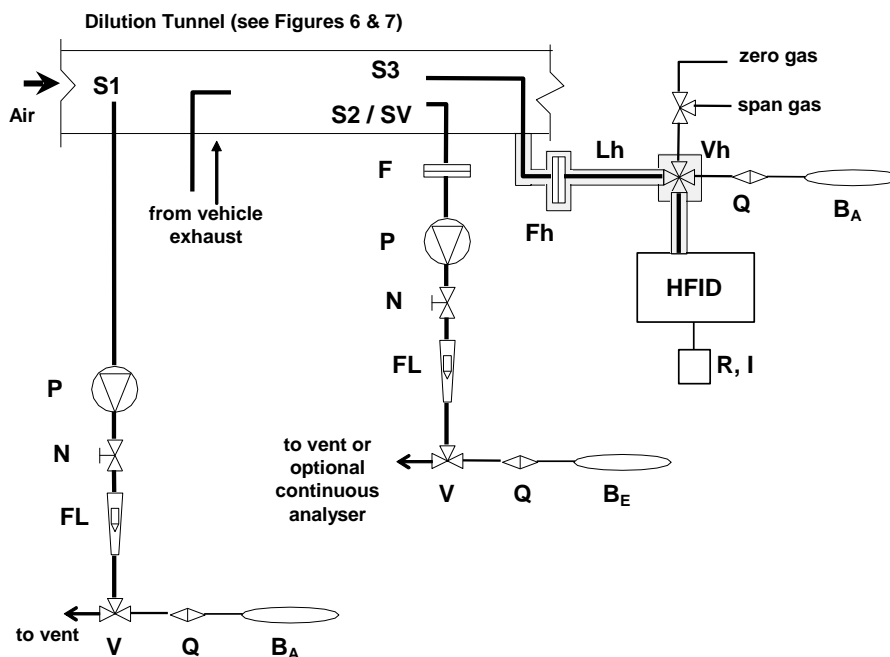 Dilution Tunnel (see Figures 6 & 7)
zero gas
S3
S1
Air
span gas
S2 / SV
Lh
Vh
F
from vehicle
exhaust
Q
BA
Fh
P
HFID
N
FL
R, I
P
to vent or
optional
continuous
analyser
N
V
Q
BE
FL
to vent
V
Q
BA